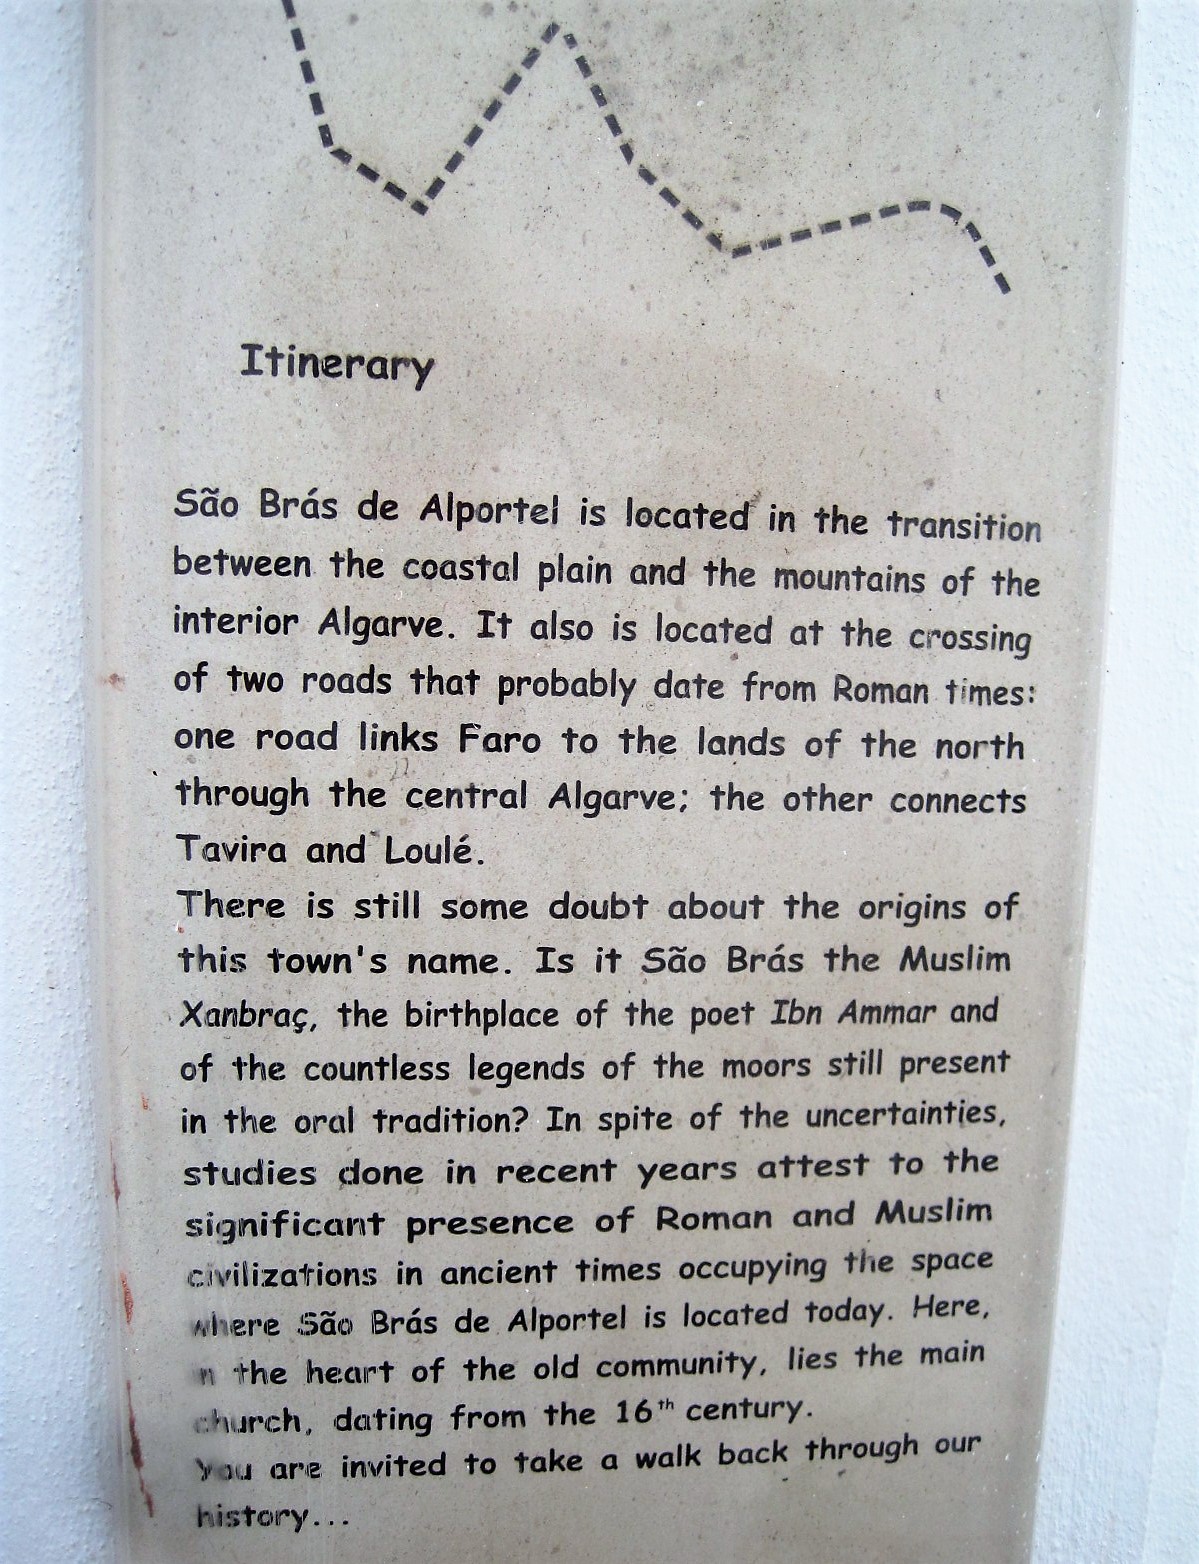 Itinerary
São Brás de Alportel is located in the transition
between the coastal plain and the mountains of the
interior Algarve. It also is located at the crossing
of two roads that probably date from Roman times:
one road links Faro to the lands of the north
through the central Algarve; the other connects
Tavira and Loulé.
There is still some doubt about the origins of
this town's name. Is it São Brás the Muslim
Xanbraç, the birthplace of the poet Ibn Ammar and
of the countless legends of the moors still present
in the oral tradition? In spite of the uncertainties,
studies done in recent years attest to the
significant presence of Roman and Muslim
civilizations in ancient times occupying the space
where São Brás de Alportel is located today. Here,
in the heart of the old community, lies the main
church, dating from the 16th century.
You are invited to take a walk back through our
history...